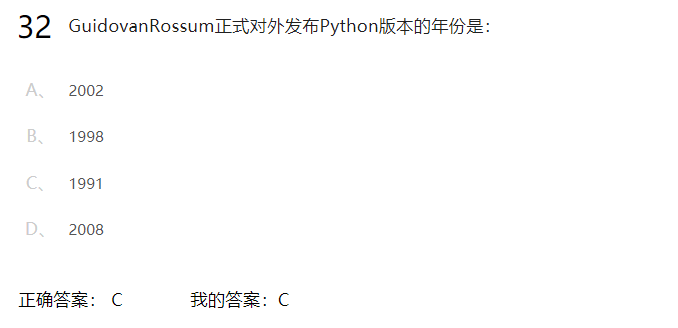 32 GuidovanRossum正式对外发布Python版本的年份是：
A、 2002
B、 1998
C、 1991
D、 2008
正确答案： C 我的答案：C